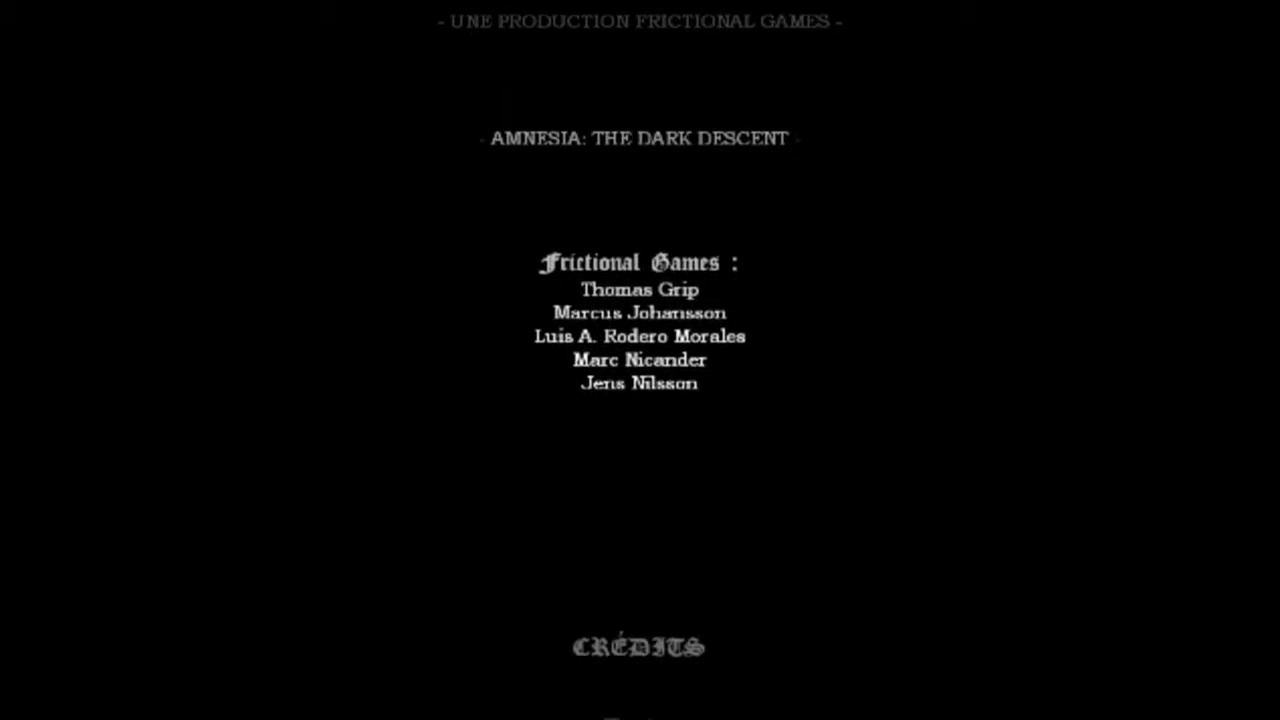 - UNE PRODUCTION FRICTIONAL GAMES -
- AMNESIA: THE DARK DESCENT -
Frictional Games :
Thomas Grip
Marcus Johansson
Luis A. Rodero Morales
Marc Nicander
Jens Nilsson
CRÉDITS